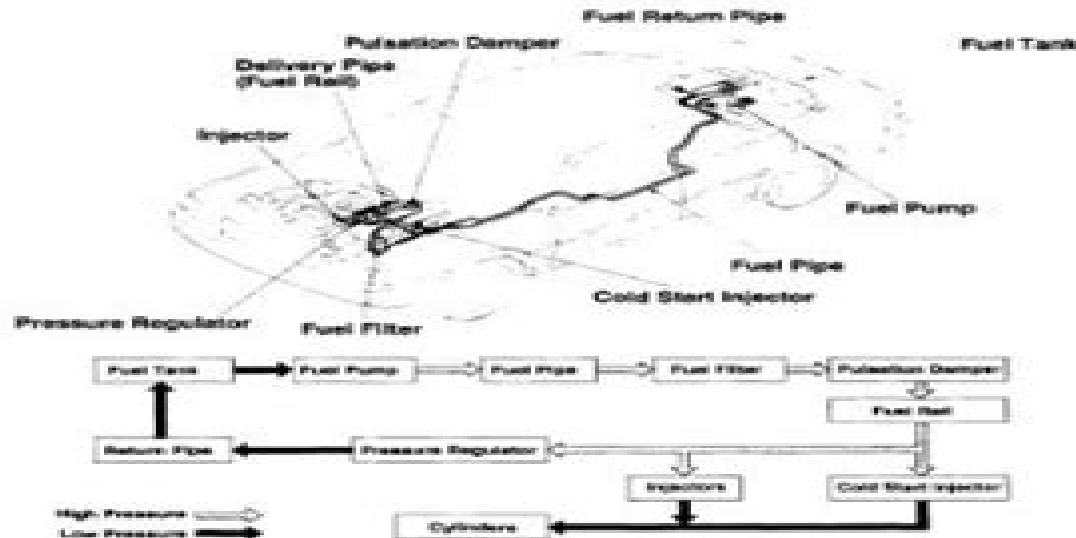 Fuel Return Pipe
Pulsation Damper
Fuel Tank
Delivery Pipe
(Fuel Rail)
Injector
Fuel Pump
Fuel Pipe
Cold Start Injector
Pressure Regulator
Fuel Filter
Fuel Tank
Fuel Pump
Fuel Pipe
Fuel Filter
Pulsation Damper
Fuel Rail
Return Pipe
Pressure Regulator
Injectors
Cold Start Injector
High Pressure
Cylinders
Low Pressure